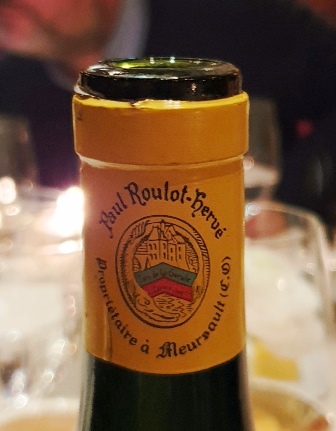 Paul Roulot-Hervé
Propriétaire à Meursault (C.O)